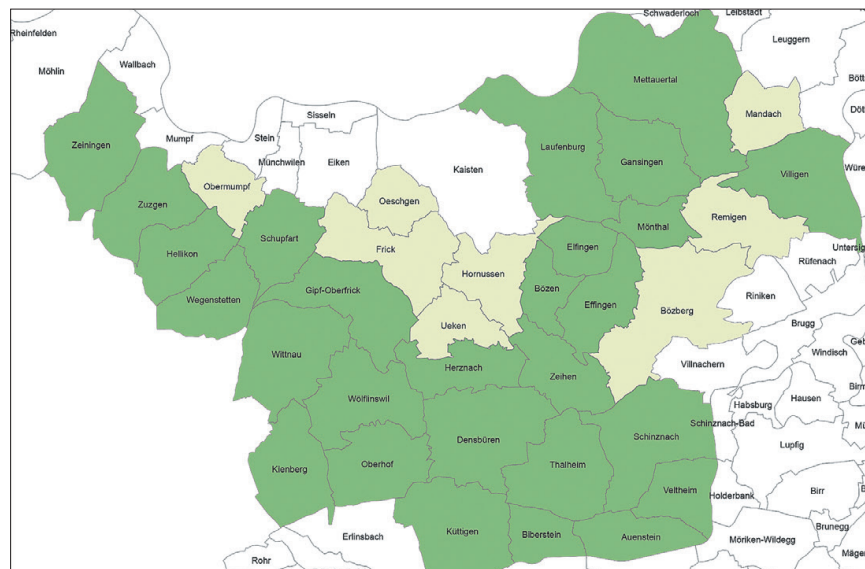 Rheinfelden
Möhlin
Wallbach
Schwaderloch
Leibstadt
Leuggern
Mettauertal
Mandach
Sisseln
Mumpf
Stein
Münchwilen
Eiken
Kaisten
Laufenburg
Gansingen
Villigen
Zeiningen
Obermumpf
Zuzgen
Oeschgen
Schupfart
Frick
Mönthal
Remigen
Hellikon
Elfingen
Hornussen
Rüfenach
Wegenstetten
Gipf-Oberfrick
Bözen
Effingen
Riniken
Bözberg
Ueken
Brugg
Windisch
Wittnau
Herznach
Zeihen
Villnachern
Wölflinswil
Habsburg
Hausen
Schinznach-Bad
Densbüren
Schinznach
Lupfig
Kienberg
Oberhof
Thalheim
Veltheim
Holderbank
Birr
Küttigen
Biberstein
Auenstein
Erlinsbach
Möriken-Wildegg
Brunegg
Rohr